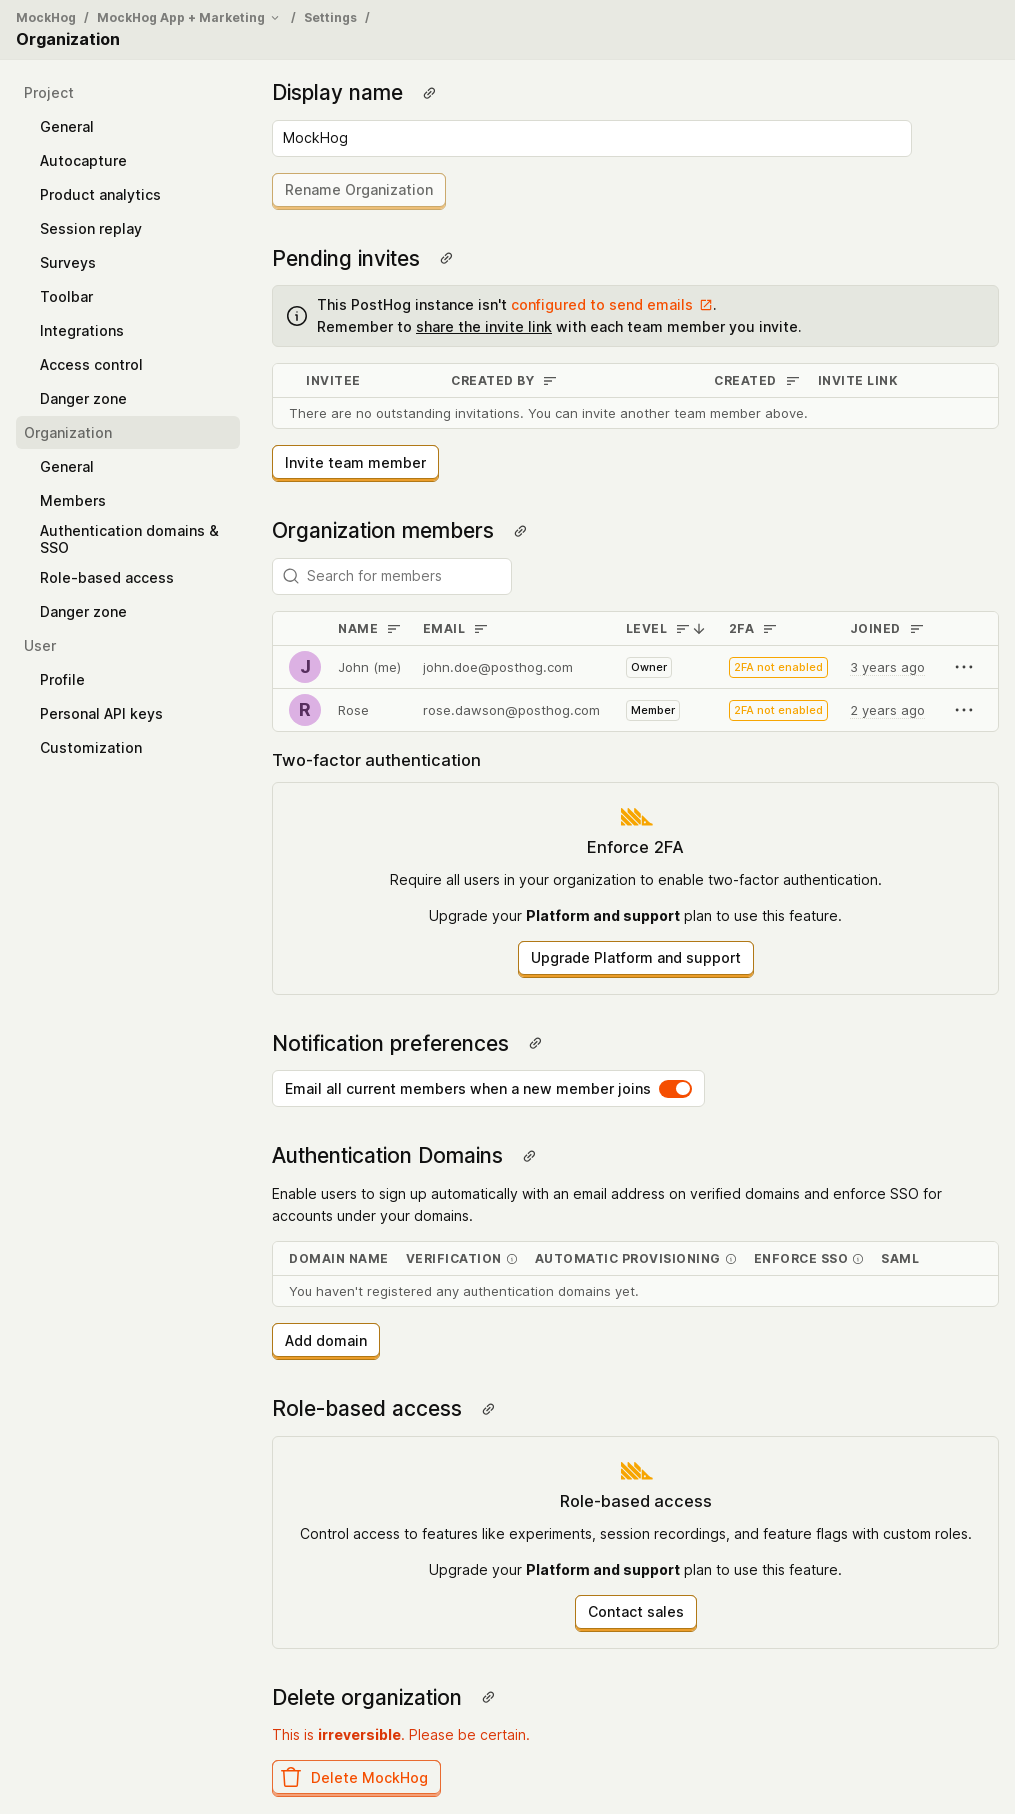 MockHog / MockHog App + Marketing / Settings /
Organization
Project
General
Autocapture
Product analytics
Session replay
Surveys
Toolbar
Integrations
Access control
Danger zone
Organization
General
Members
Authentication domains &
SSO
Role-based access
Danger zone
User
Profile
Personal API keys
Customization
Display name
MockHog
Rename Organization
Pending invites
This PostHog instance isn't configured to send emails.
Remember to share the invite link with each team member you invite.
INVITEE CREATED BY CREATED INVITE LINK
There are no outstanding invitations. You can invite another team member above.
Invite team member
Organization members
Search for members
NAME EMAIL LEVEL 2FA JOINED
J John (me) john.doe@posthog.com Owner 2FA not enabled 3 years ago
R Rose rose.dawson@posthog.com Member 2FA not enabled 2 years ago
Two-factor authentication
Enforce 2FA
Require all users in your organization to enable two-factor authentication.
Upgrade your Platform and support plan to use this feature.
Upgrade Platform and support
Notification preferences
Email all current members when a new member joins
Authentication Domains
Enable users to sign up automatically with an email address on verified domains and enforce SSO for
accounts under your domains.
DOMAIN NAME VERIFICATION AUTOMATIC PROVISIONING ENFORCE SSO SAML
You haven't registered any authentication domains yet.
Add domain
Role-based access
Role-based access
Control access to features like experiments, session recordings, and feature flags with custom roles.
Upgrade your Platform and support plan to use this feature.
Contact sales
Delete organization
This is irreversible. Please be certain.
Delete MockHog